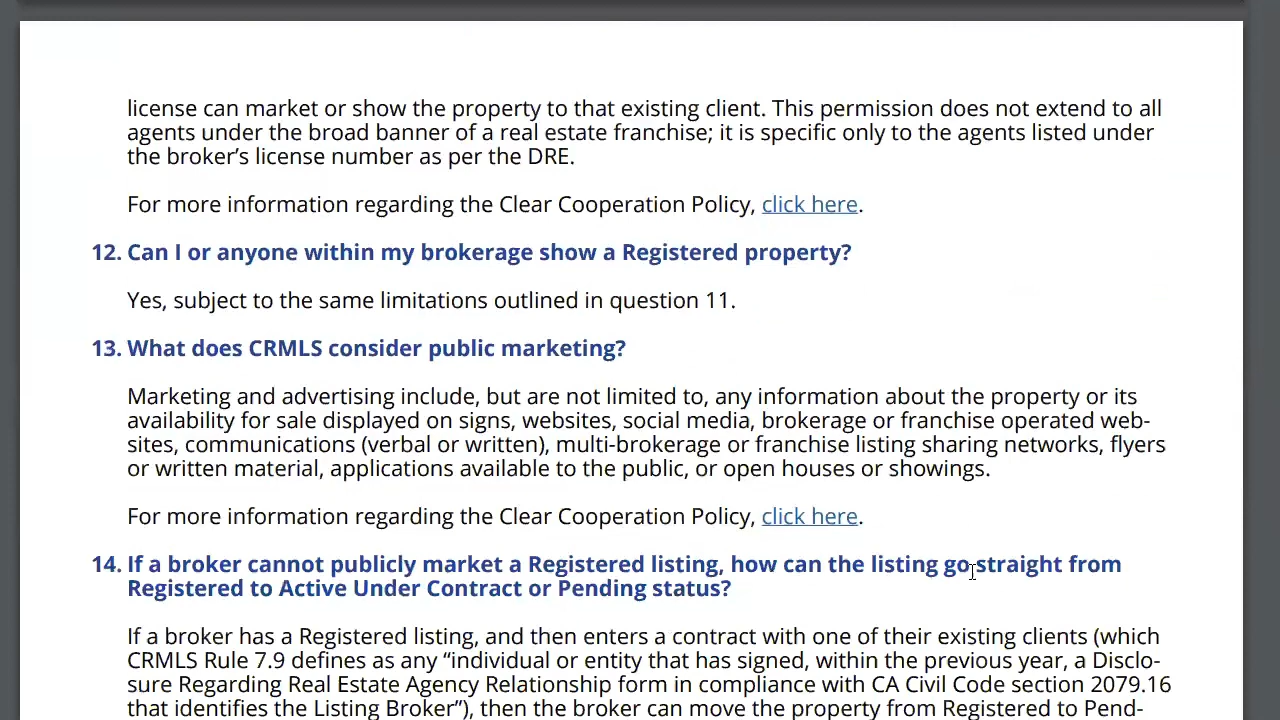 license can market or show the property to that existing client. This permission does not extend to all
agents under the broad banner of a real estate franchise; it is specific only to the agents listed under
the broker’s license number as per the DRE.
For more information regarding the Clear Cooperation Policy, click here.
12. Can I or anyone within my brokerage show a Registered property?
Yes, subject to the same limitations outlined in question 11.
13. What does CRMLS consider public marketing?
Marketing and advertising include, but are not limited to, any information about the property or its
availability for sale displayed on signs, websites, social media, brokerage or franchise operated web-
sites, communications (verbal or written), multi-brokerage or franchise listing sharing networks, flyers
or written material, applications available to the public, or open houses or showings.
For more information regarding the Clear Cooperation Policy, click here.
14. If a broker cannot publicly market a Registered listing, how can the listing go straight from
Registered to Active Under Contract or Pending status?
If a broker has a Registered listing, and then enters a contract with one of their existing clients (which
CRMLS Rule 7.9 defines as any “individual or entity that has signed, within the previous year, a Disclo-
sure Regarding Real Estate Agency Relationship form in compliance with CA Civil Code section 2079.16
that identifies the Listing Broker”), then the broker can move the property from Registered to Pend-